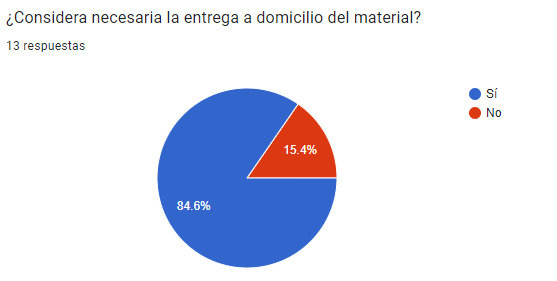 ¿Considera necesaria la entrega a domicilio del material?
13 respuestas
Sí
No
15.4%
84.6%